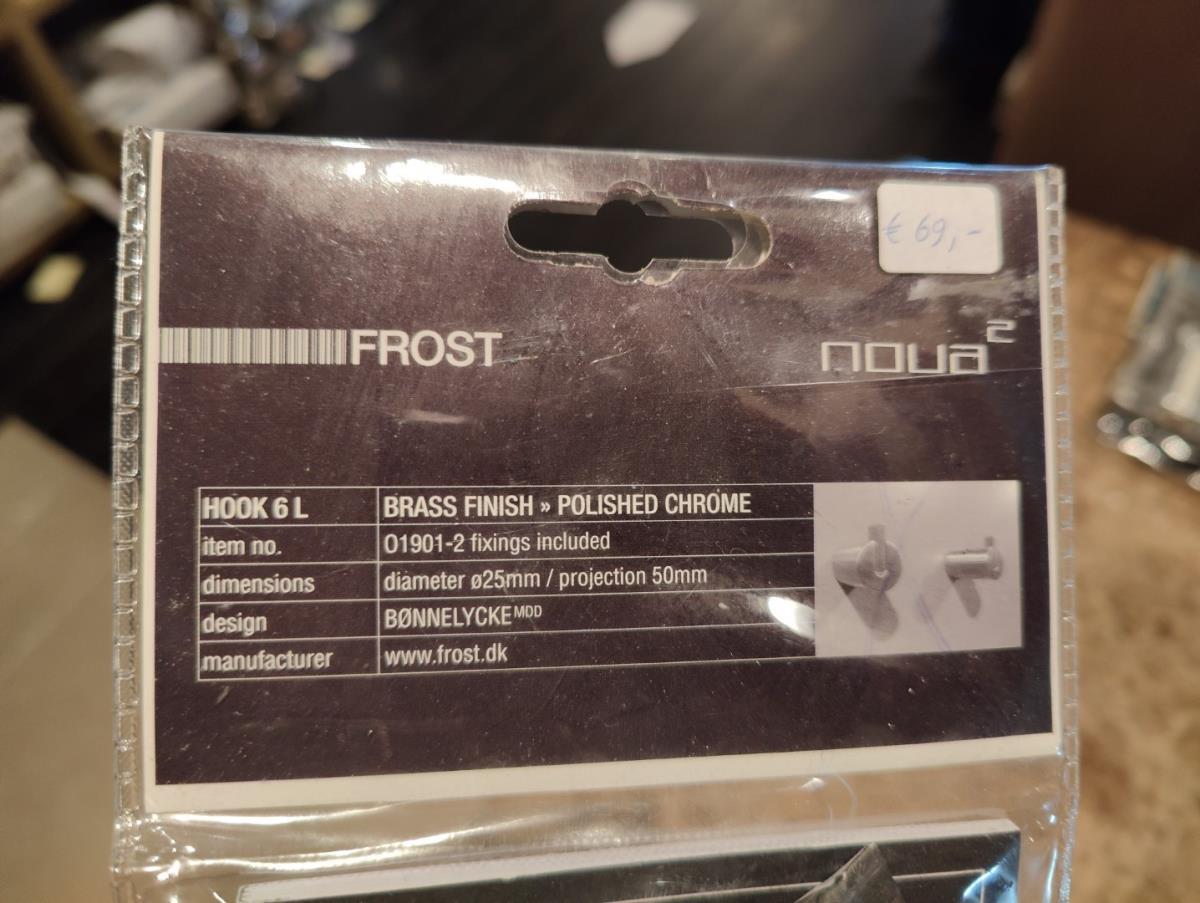 € 69,-
FROST
nova²
HOOK 6 L BRASS FINISH » POLISHED CHROME
item no. O1901-2 fixings included
dimensions diameter ø25mm / projection 50mm
design BØNNELYCKE MDD
manufacturer www.frost.dk